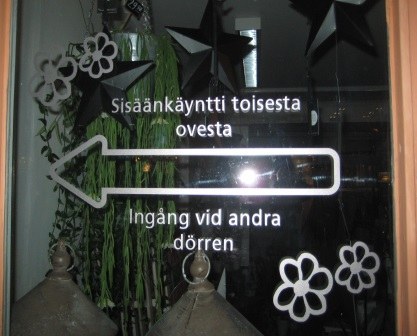 Sisäänkäyntti toisesta
ovesta
Ingång vid andra
dörren